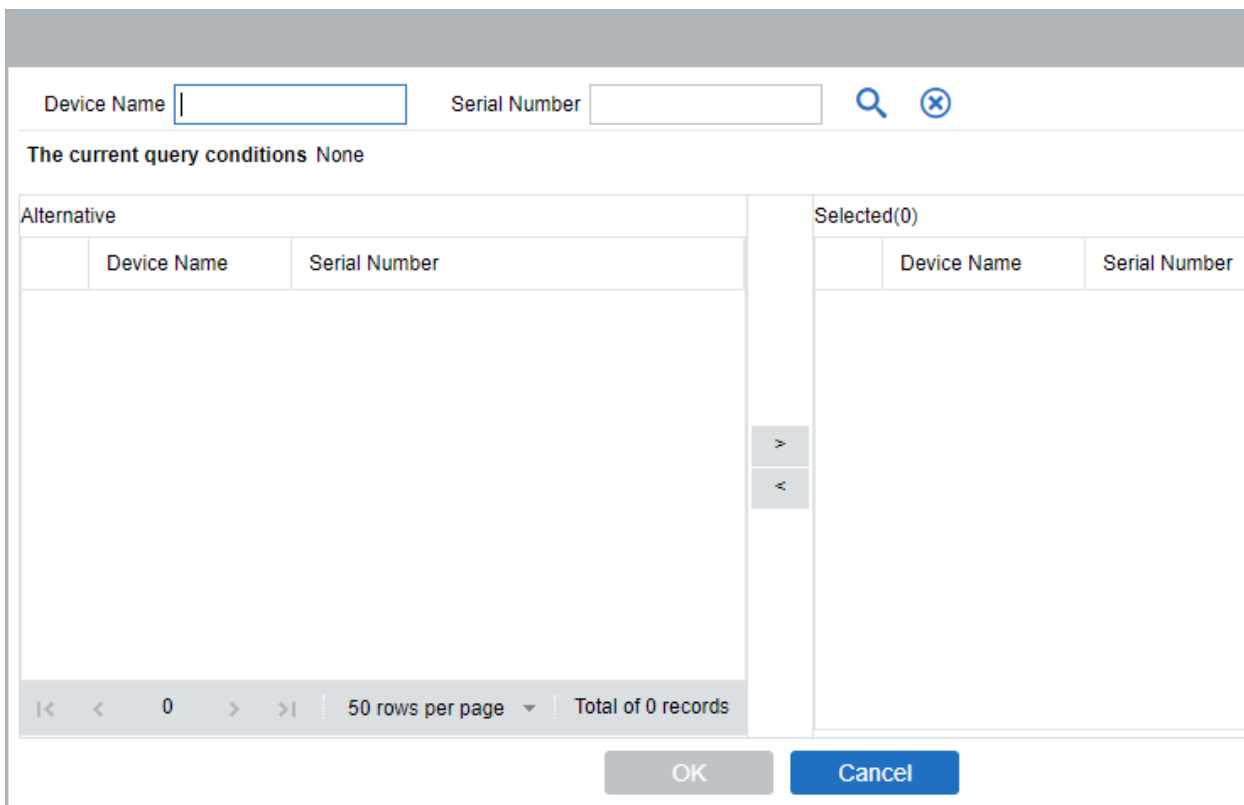 Device Name Serial Number
The current query conditions None
Alternative Selected(0)
Device Name Serial Number Device Name Serial Number
>
<
|< < 0 > >| 50 rows per page Total of 0 records
OK Cancel